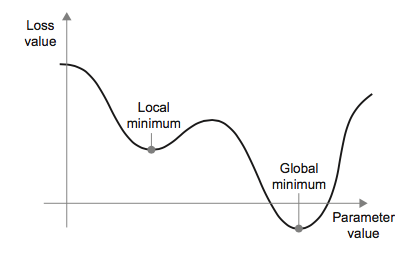 Loss
value
Local
minimum
Global
minimum
Parameter
value